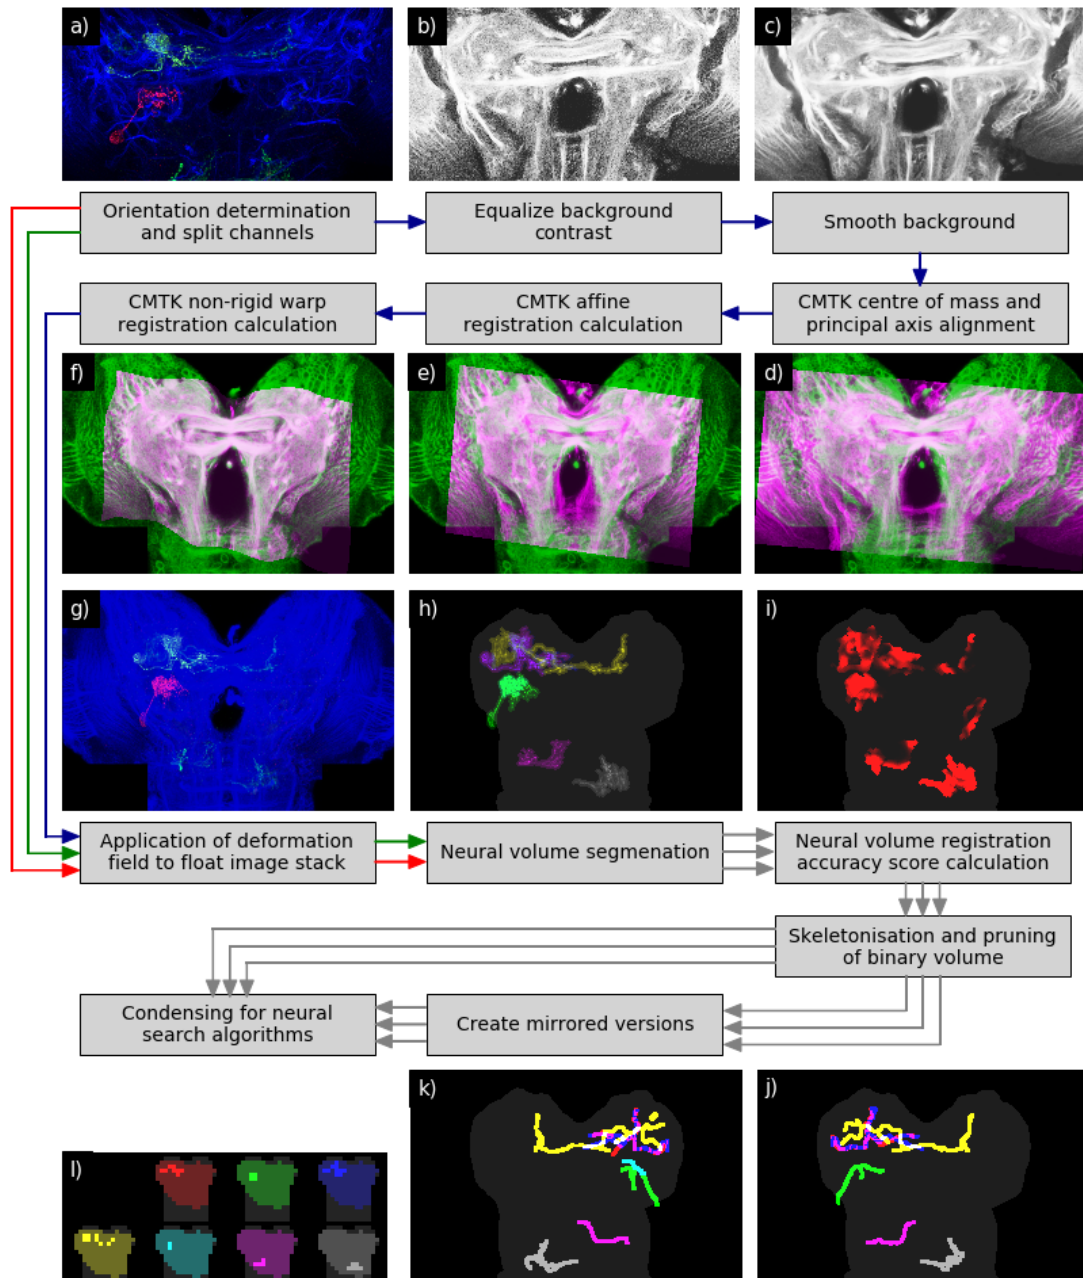 a)
b)
c)
Orientation determination
and split channels
Equalize background
contrast
Smooth background
CMTK non-rigid warp
registration calculation
CMTK affine
registration calculation
CMTK centre of mass and
principal axis alignment
f)
e)
d)
g)
h)
i)
Application of deformation
field to float image stack
Neural volume segmenation
Neural volume registration
accuracy score calculation
Skeletonisation and pruning
of binary volume
Condensing for neural
search algorithms
Create mirrored versions
k)
j)
l)